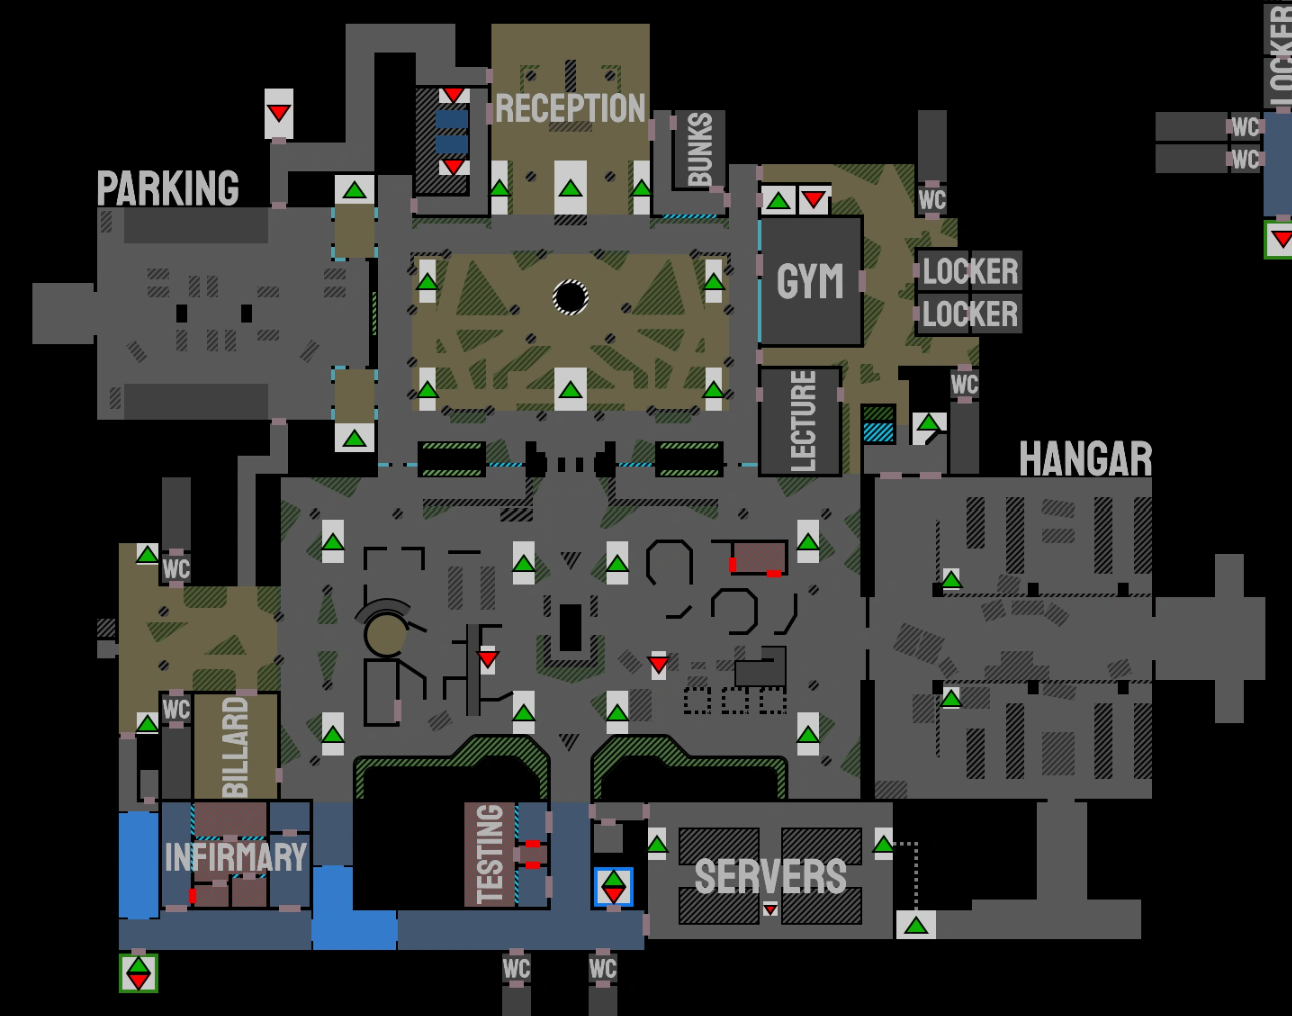 LOCKER
RECEPTION
BUNKS
WC
WC
PARKING
WC
GYM
LOCKER
LOCKER
LECTURE
WC
HANGAR
WC
WC
BILLARD
TESTING
INFIRMARY
SERVERS
WC
WC